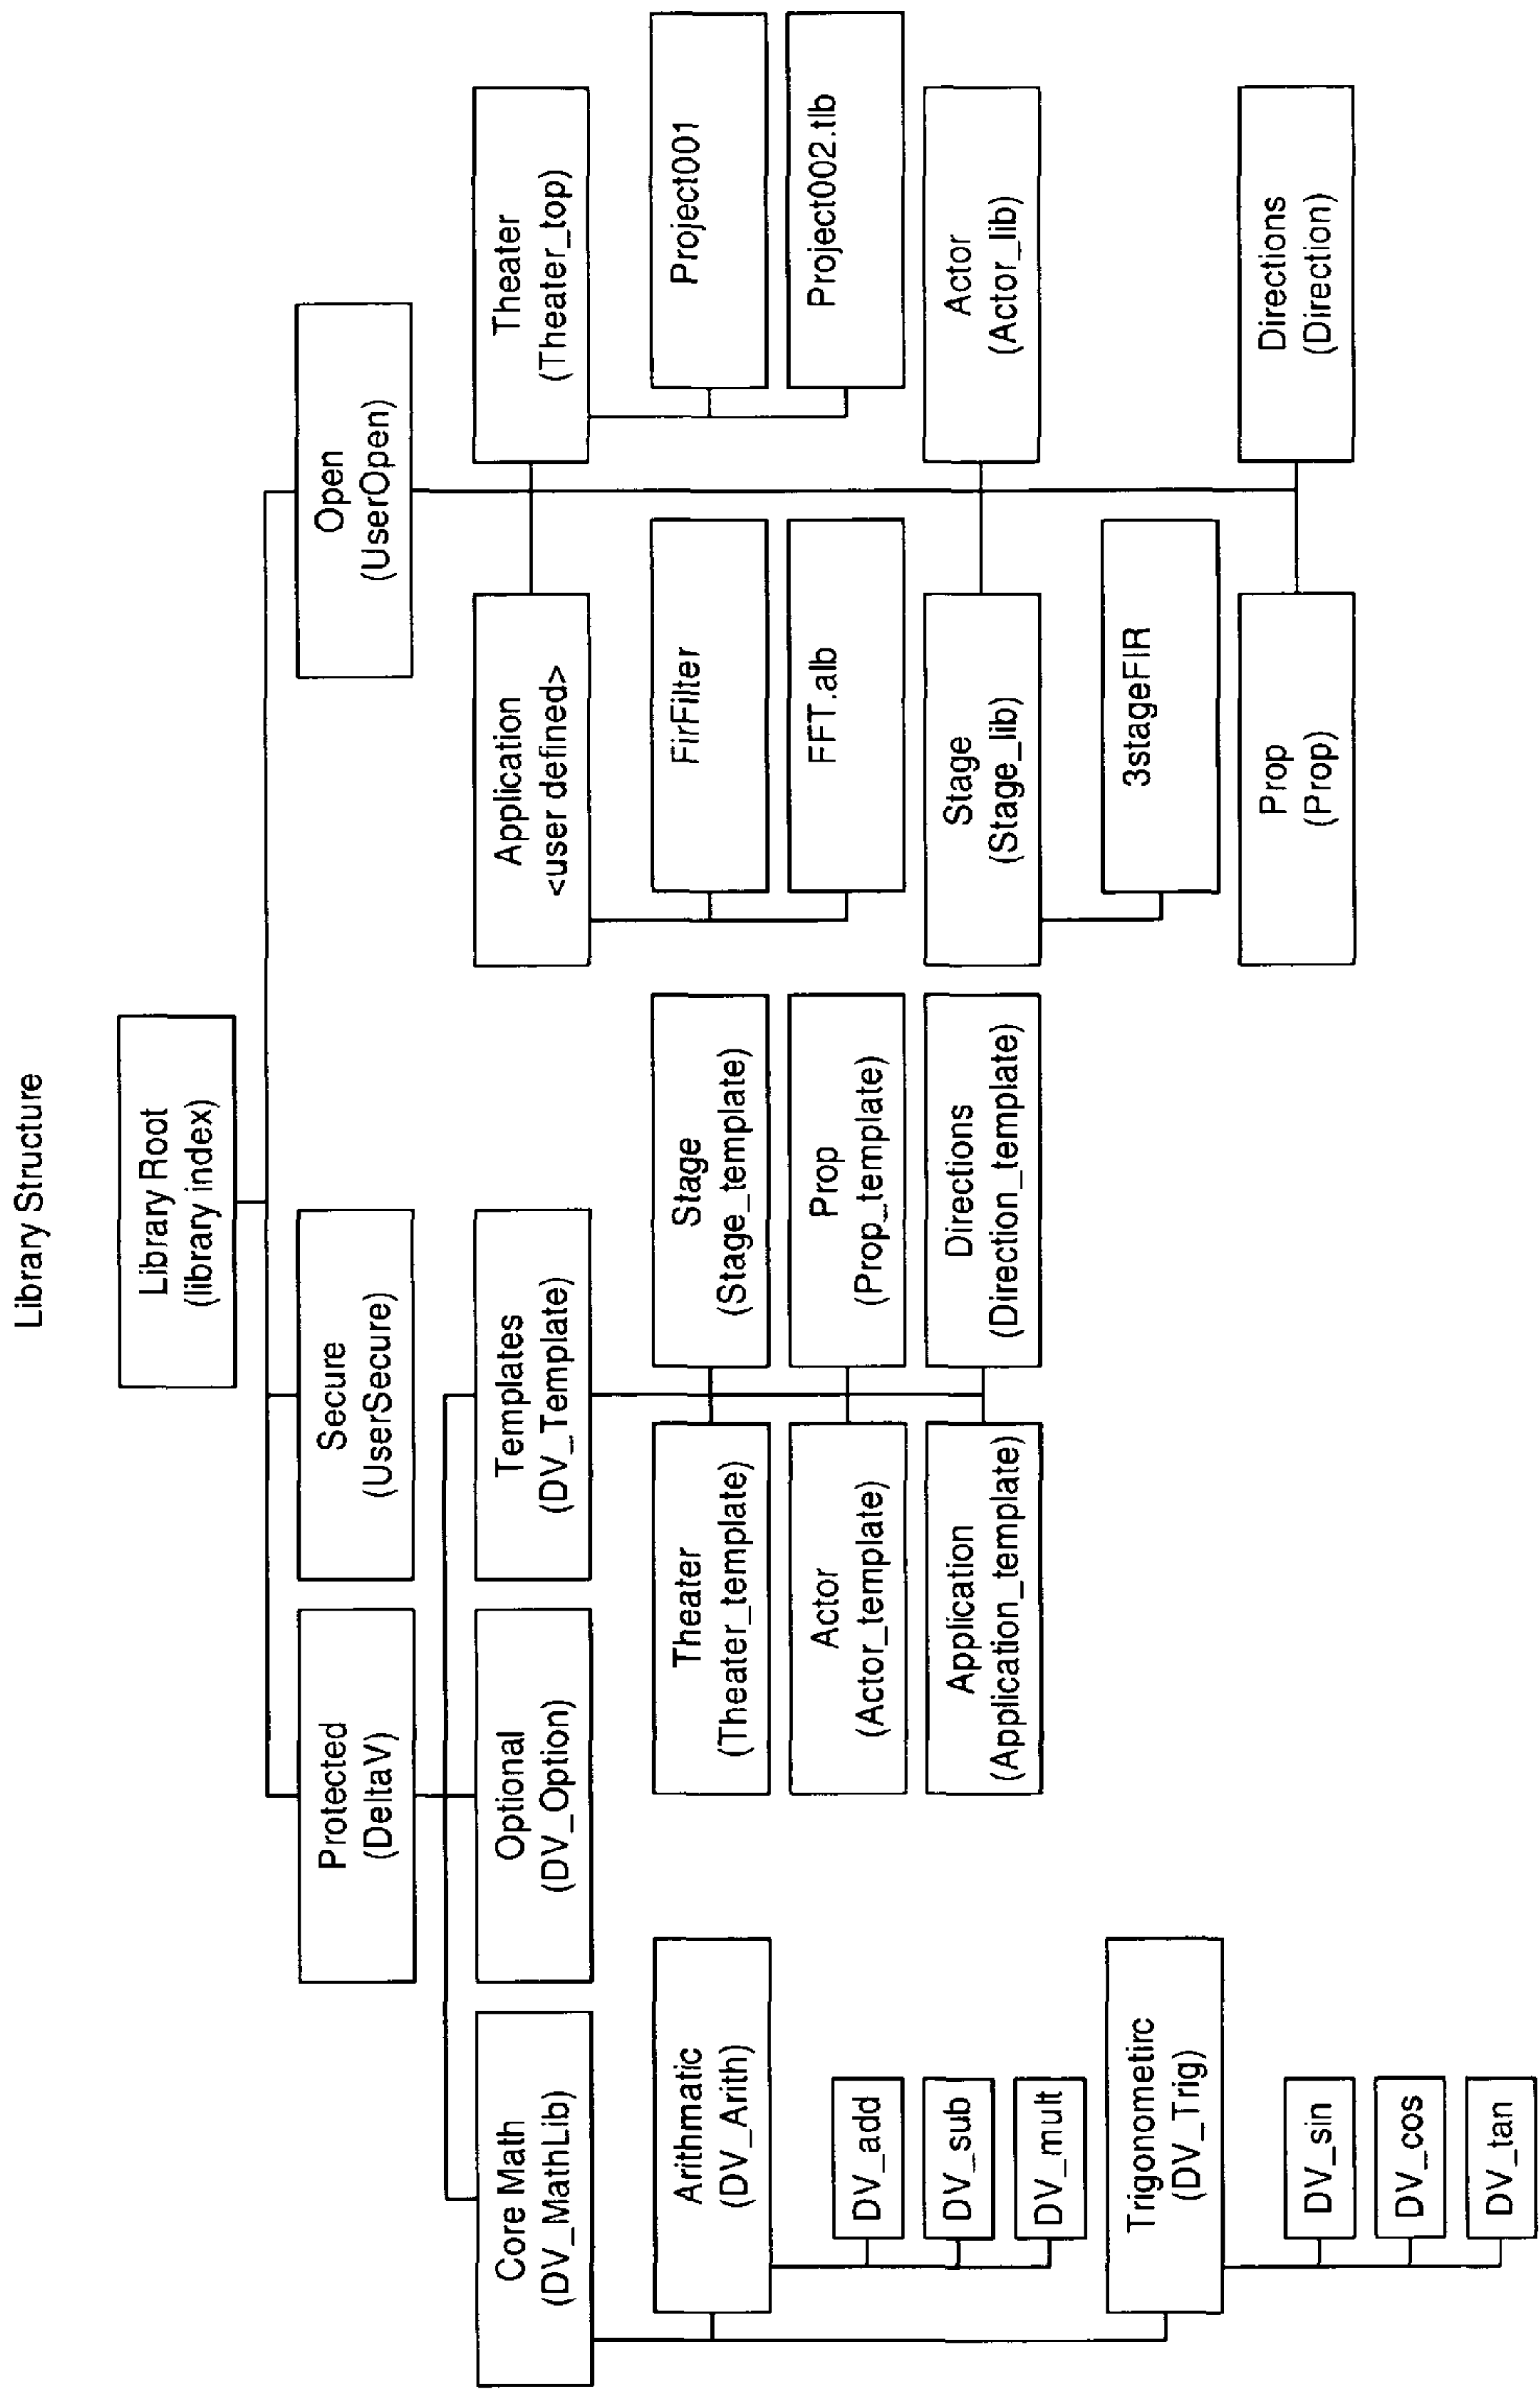 Library Structure
Library Root
(library index)
Protected
(DeltaV)
Secure
(UserSecure)
Open
(UserOpen)
Core Math
(DV_MathLib)
Optional
(DV_Option)
Templates
(DV_Template)
Application
<user defined>
Theater
(Theater_top)
Arithmatic
(DV_Arith)
DV_add
DV_sub
DV_mult
Trigonometirc
(DV_Trig)
DV_sin
DV_cos
DV_tan
Theater
(Theater_template)
Stage
(Stage_template)
Actor
(Actor_template)
Prop
(Prop_template)
Application
(Application_template)
Directions
(Direction_template)
FirFilter
FFT.alb
Project001
Project002.tlb
Stage
(Stage_lib)
Actor
(Actor_lib)
3stageFIR
Prop
(Prop)
Directions
(Direction)